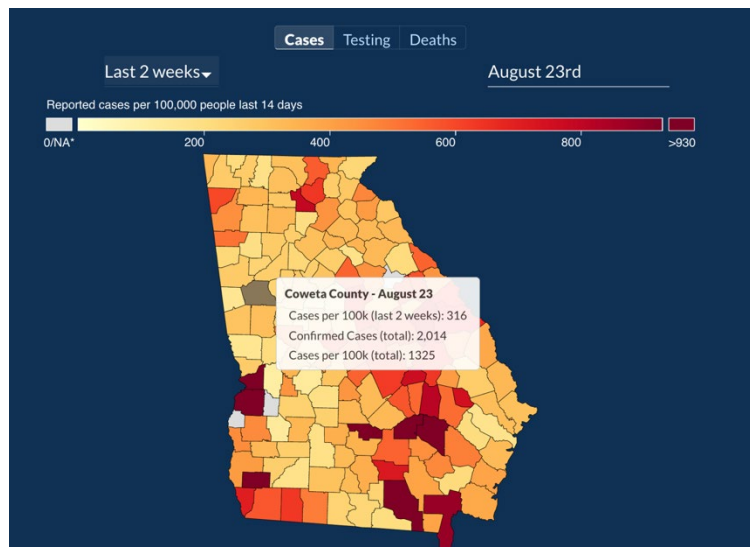 Cases Testing Deaths
Last 2 weeks August 23rd
Reported cases per 100,000 people last 14 days
0/NA* 200 400 600 800 >930
Coweta County - August 23
Cases per 100k (last 2 weeks): 316
Confirmed Cases (total): 2,014
Cases per 100k (total): 1325